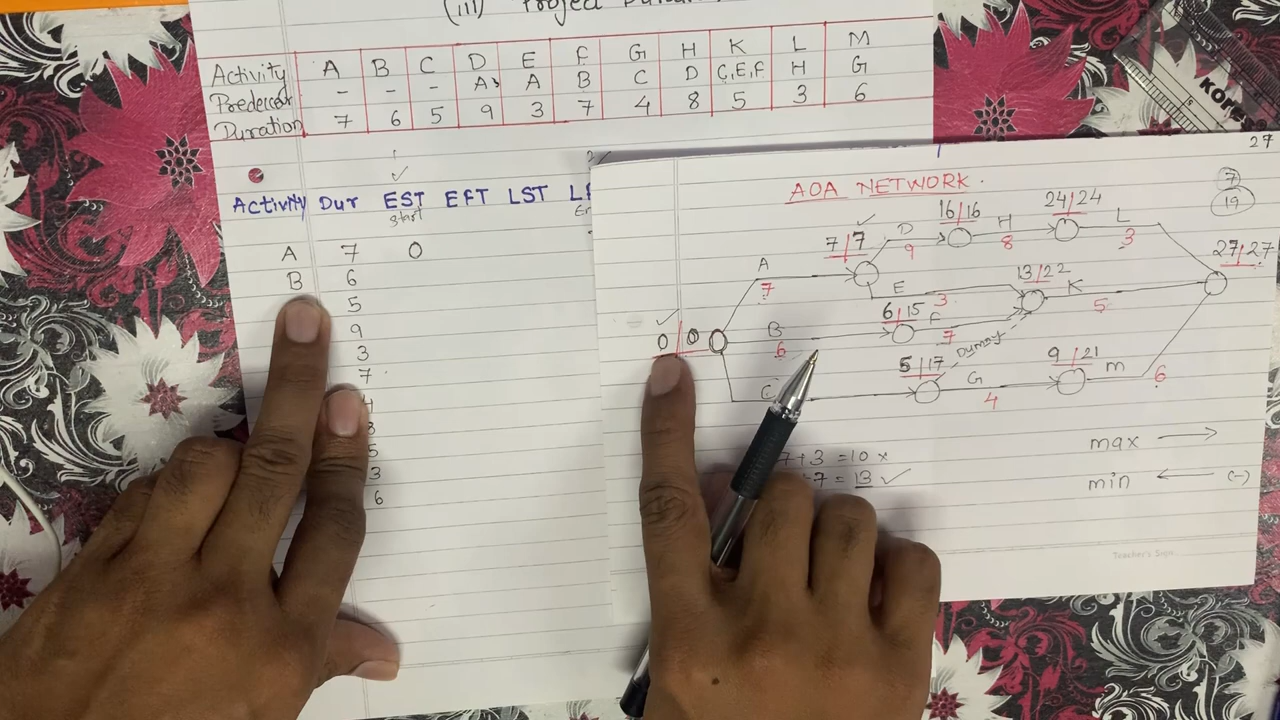 (iii) Project
Activity A B C D E F G H K L M
Predeccesor - - - A, A B C D C,E,F H G
Duration 7 6 5 9 3 7 4 8 5 3 6
Activity Dur EST EFT LST
Start
A 7 0
B 6
5
9
3
7
5
3
6
27
AOA NETWORK.
7
19
16|16 24|24
7|7 D H L
9 8 3
27|27
A 13|22
7 E K
3 5
6|15 F
0|0 B
6 7
Dummy
5|17 9|21
C G M
4 6
7+3 =10 x
+7 = 13 ✓
max →
min ← (-)
Teacher's Sign
Kores